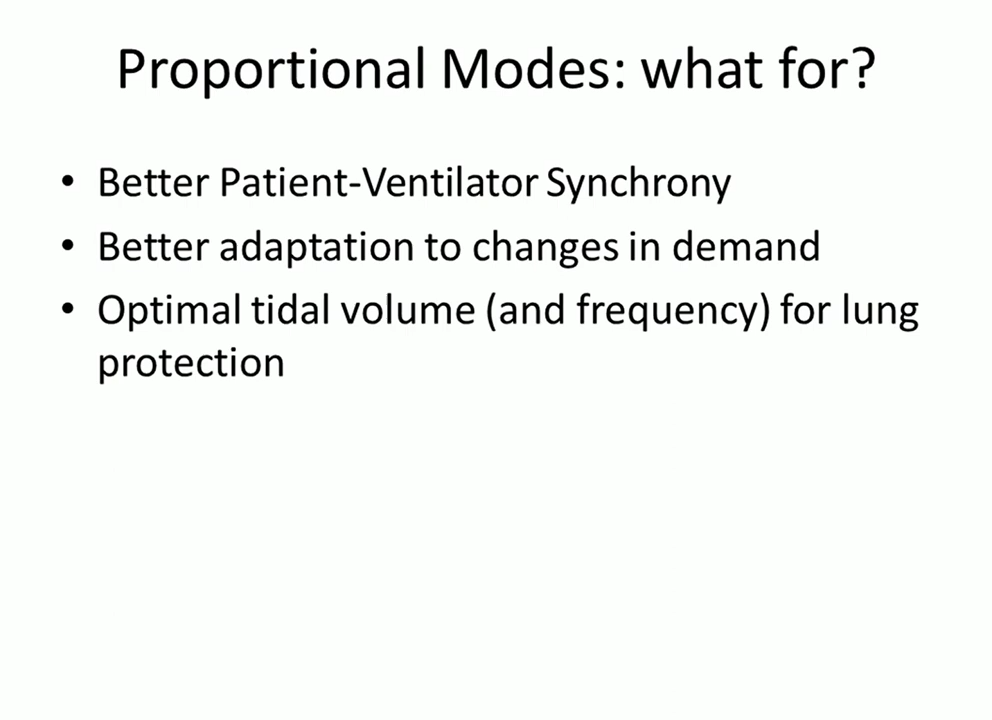 Proportional Modes: what for?
• Better Patient-Ventilator Synchrony
• Better adaptation to changes in demand
• Optimal tidal volume (and frequency) for lung
protection